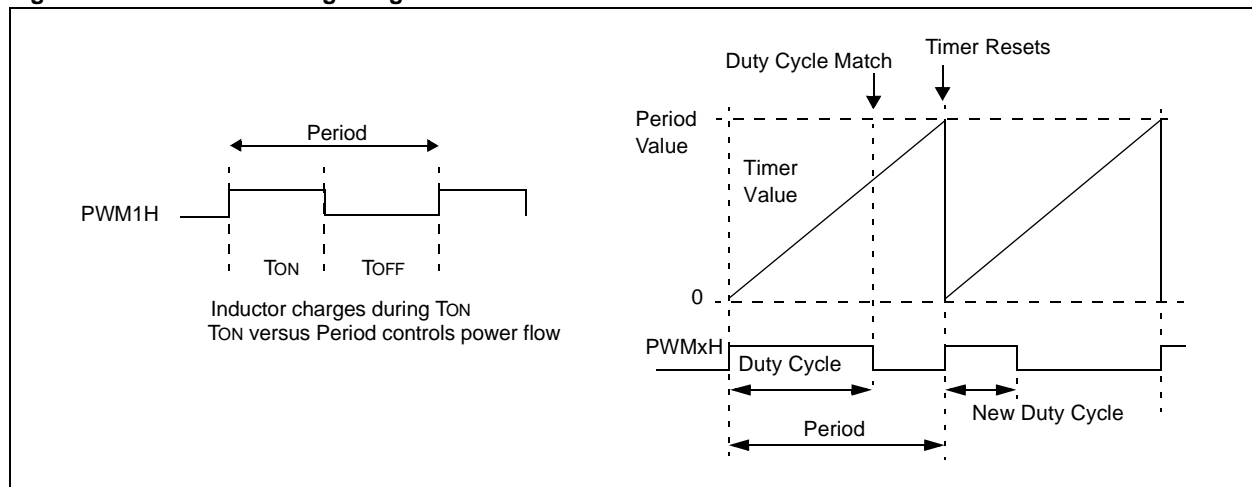 Period
PWM1H
TON
TOFF
Inductor charges during TON
TON versus Period controls power flow
Duty Cycle Match
Timer Resets
Period
Value
Timer
Value
0
PWMxH
Duty Cycle
New Duty Cycle
Period